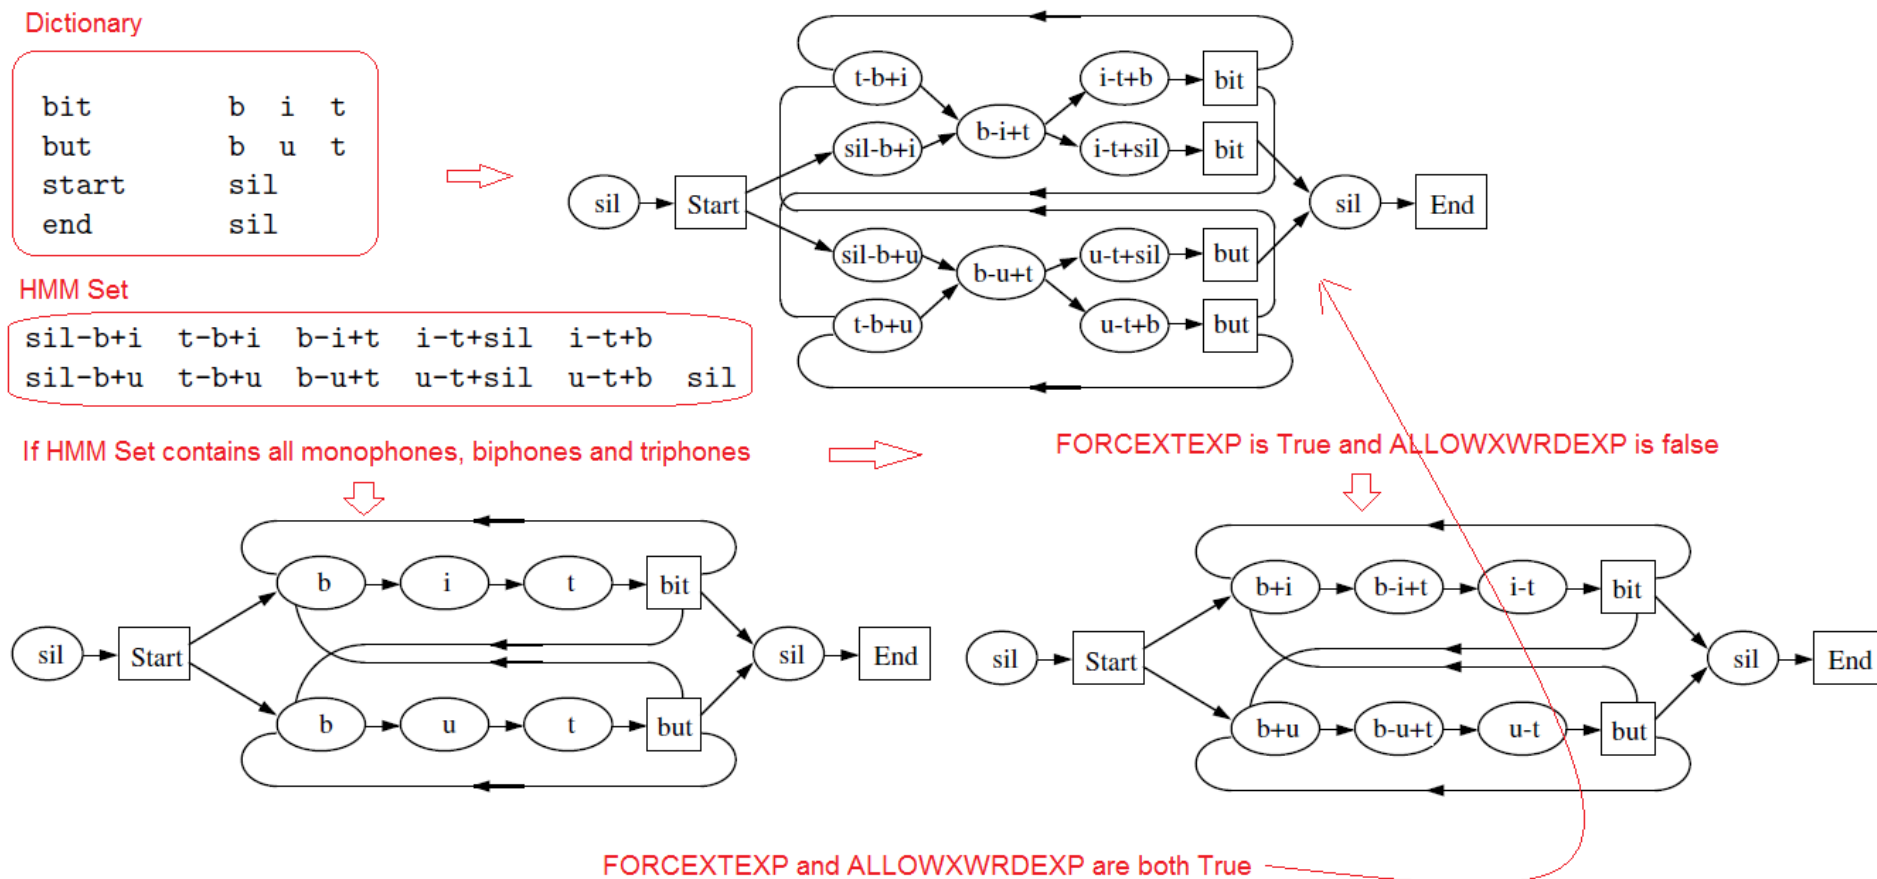 Dictionary
bit b i t
but b u t
start sil
end sil
HMM Set
sil-b+i t-b+i b-i+t i-t+sil i-t+b
sil-b+u t-b+u b-u+t u-t+sil u-t+b sil
t-b+i
i-t+b
bit
sil-b+i
b-i+t
i-t+sil
bit
sil
Start
sil
End
sil-b+u
b-u+t
u-t+sil
but
t-b+u
u-t+b
but
If HMM Set contains all monophones, biphones and triphones
FORCEXTEXP is True and ALLOWXWRDEXP is false
b
i
t
bit
sil
Start
sil
End
b
u
t
but
b+i
b-i+t
i-t
bit
sil
Start
sil
End
b+u
b-u+t
u-t
but
FORCEXTEXP and ALLOWXWRDEXP are both True